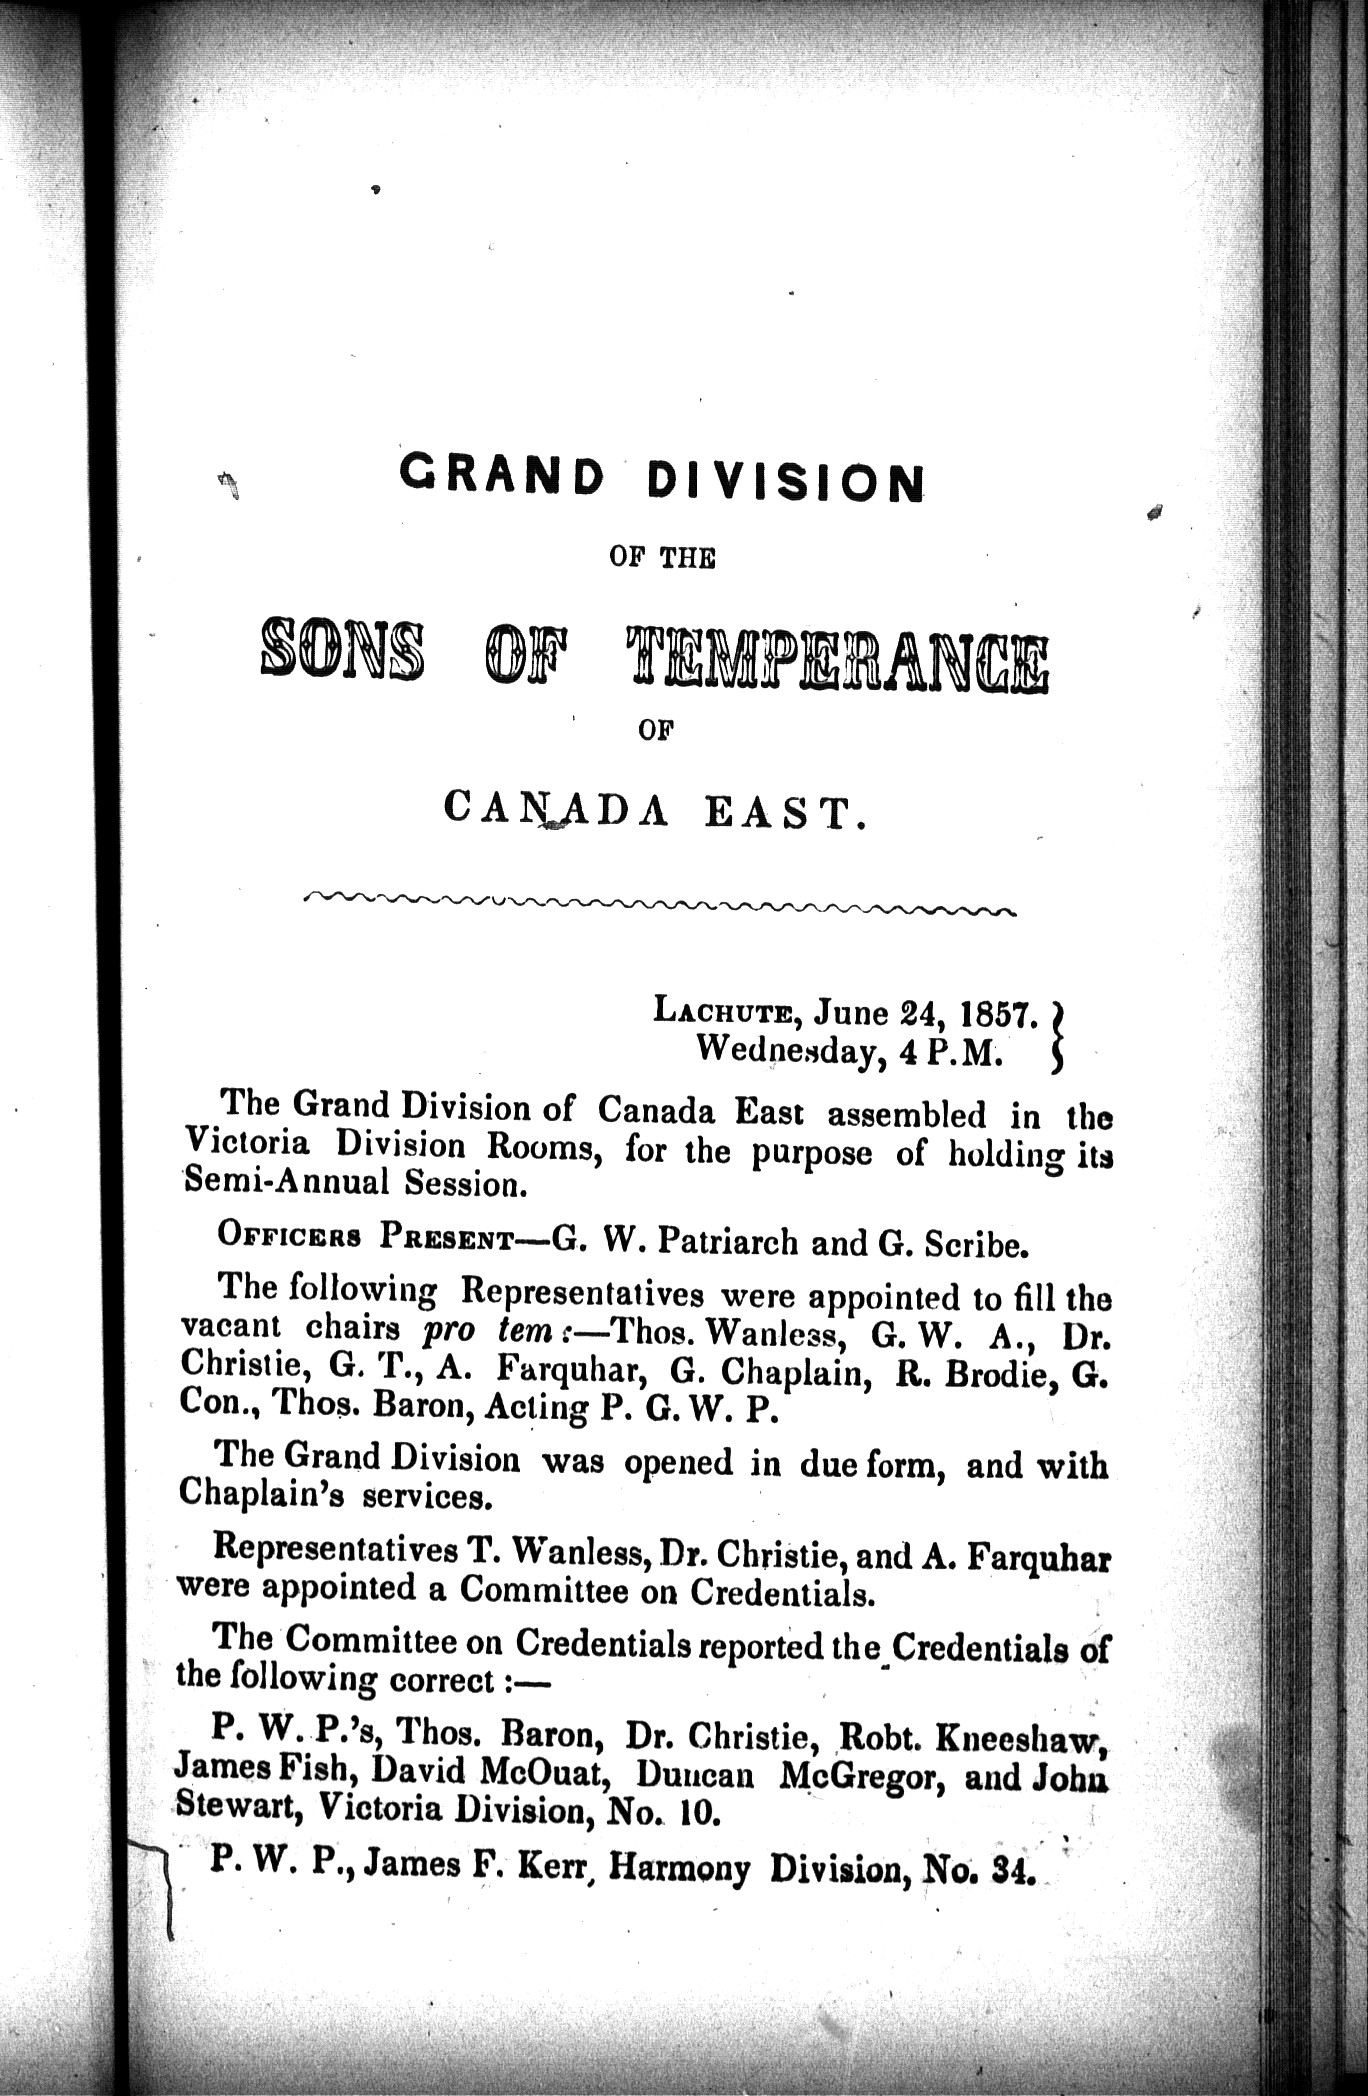 GRAND DIVISION
OF THE
SONS OF TEMPERANCE
OF
CANADA EAST.
LACHUTE, June 24, 1857. }
Wednesday, 4 P.M. }
The Grand Division of Canada East assembled in the
Victoria Division Rooms, for the purpose of holding its
Semi-Annual Session.
OFFICERS PRESENT—G. W. Patriarch and G. Scribe.
The following Representatives were appointed to fill the
vacant chairs pro tem:—Thos. Wanless, G. W. A., Dr.
Christie, G. T., A. Farquhar, G. Chaplain, R. Brodie, G.
Con., Thos. Baron, Acting P. G. W. P.
The Grand Division was opened in due form, and with
Chaplain's services.
Representatives T. Wanless, Dr. Christie, and A. Farquhar
were appointed a Committee on Credentials.
The Committee on Credentials reported the Credentials of
the following correct:—
P. W. P.'s, Thos. Baron, Dr. Christie, Robt. Kneeshaw,
James Fish, David McOuat, Duncan McGregor, and John
Stewart, Victoria Division, No. 10.
P. W. P., James F. Kerr, Harmony Division, No. 34.